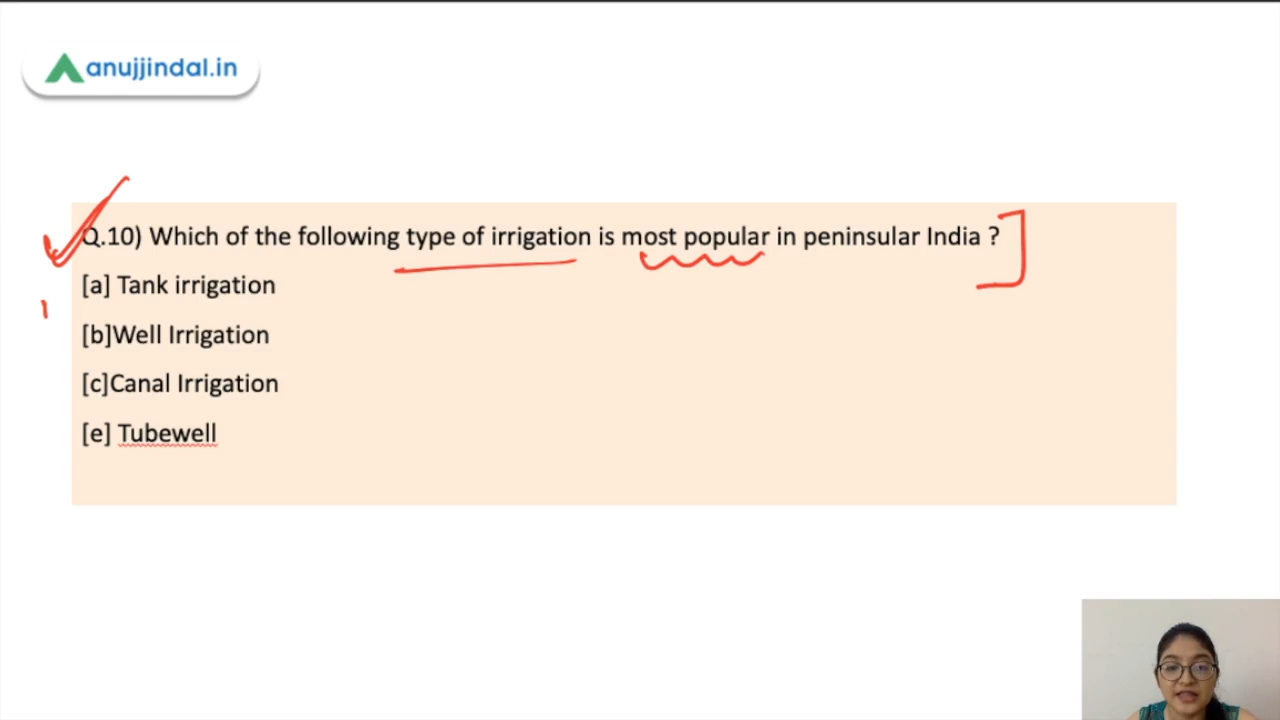 anujjindal.in
Q.10) Which of the following type of irrigation is most popular in peninsular India ?
[a] Tank irrigation
[b]Well Irrigation
[c]Canal Irrigation
[e] Tubewell